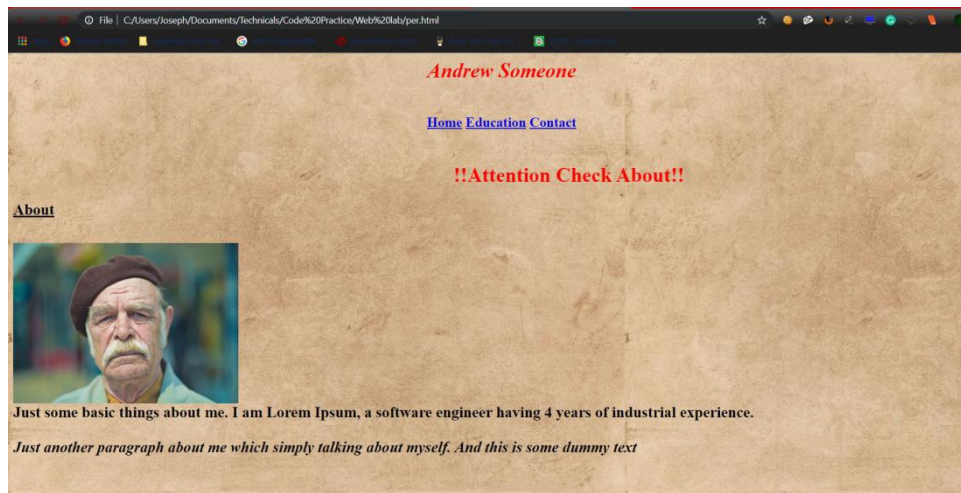 File | C:/Users/Joseph/Documents/Technicals/Code%20Practice/Web%20lab/per.html
Andrew Someone
Home Education Contact
!!Attention Check About!!
About
Just some basic things about me. I am Lorem Ipsum, a software engineer having 4 years of industrial experience.
Just another paragraph about me which simply talking about myself. And this is some dummy text